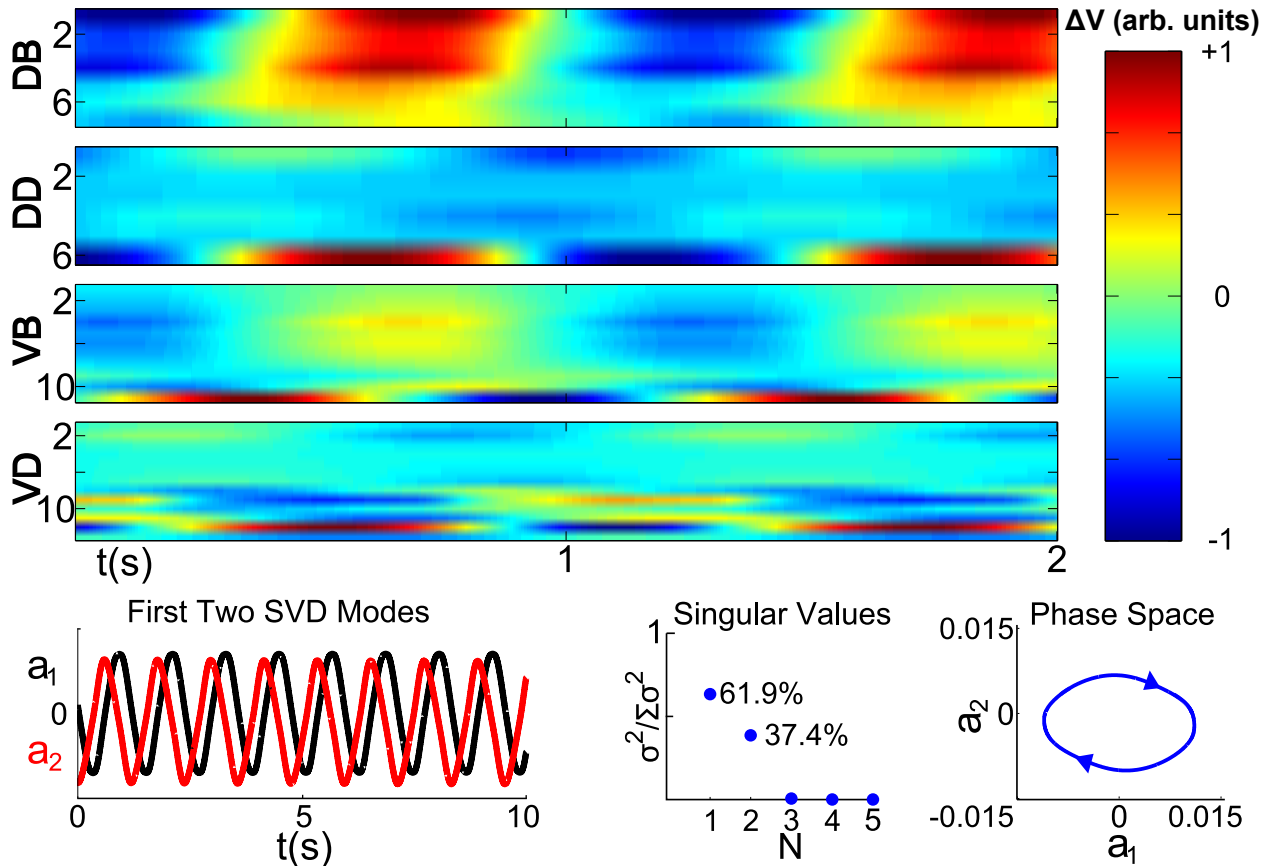 ΔV (arb. units)
DB
2
6
+1
0
-1
DD
2
6
VB
2
10
VD
2
10
t(s)
1
2
First Two SVD Modes
a1
0
a2
0
5
10
t(s)
Singular Values
1
σ²/Σσ²
61.9%
37.4%
1 2 3 4 5
N
Phase Space
0.015
a2
0
-0.015
0
0.015
a1